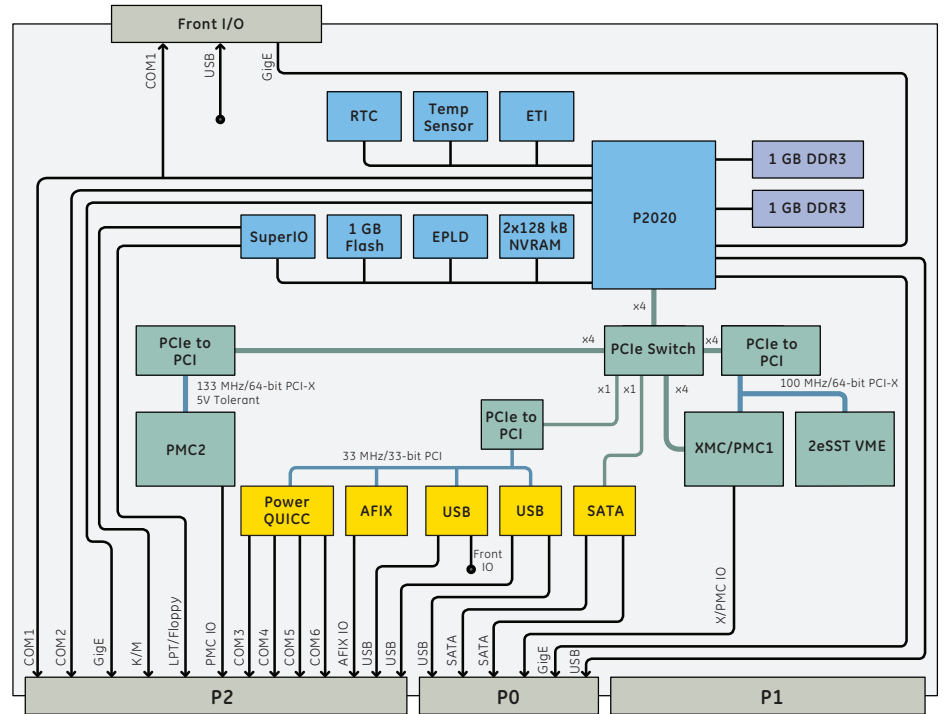 Front I/O
COM1
USB
GigE
RTC
Temp
Sensor
ETI
P2020
1 GB DDR3
1 GB DDR3
SuperIO
1 GB
Flash
EPLD
2x128 kB
NVRAM
x4
PCIe to
PCI
x4
PCIe Switch
x4
PCIe to
PCI
133 MHz/64-bit PCI-X
5V Tolerant
x1
x1
x4
100 MHz/64-bit PCI-X
PMC2
PCIe to
PCI
XMC/PMC1
2eSST VME
33 MHz/33-bit PCI
Power
QUICC
AFIX
USB
USB
SATA
Front
IO
X/PMC IO
COM1
COM2
GigE
K/M
LPT/Floppy
PMC IO
COM3
COM4
COM5
COM6
AFIX IO
USB
USB
USB
SATA
SATA
GigE
USB
P2
P0
P1